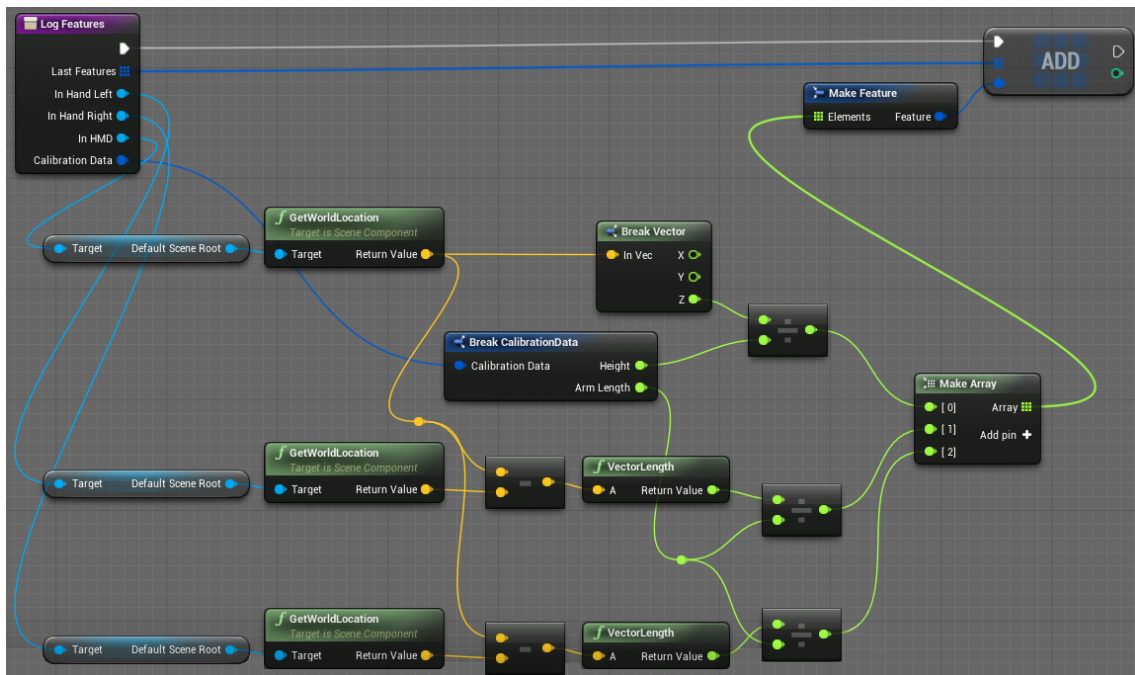 Log Features
Last Features
In Hand Left
In Hand Right
In HMD
Calibration Data
ADD
Make Feature
Elements Feature
Target Default Scene Root
f GetWorldLocation
Target is Scene Component
Target Return Value
Break Vector
In Vec X
Y
Z
÷
Break CalibrationData
Calibration Data Height
Arm Length
Make Array
[0] Array
[1] Add pin +
[2]
Target Default Scene Root
f GetWorldLocation
Target is Scene Component
Target Return Value
-
f VectorLength
A Return Value
÷
Target Default Scene Root
f GetWorldLocation
Target is Scene Component
Target Return Value
-
f VectorLength
A Return Value
÷